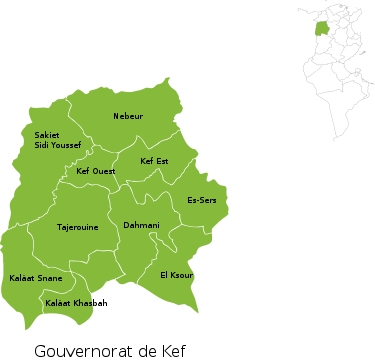 Nebeur
Sakiet
Sidi Youssef
Kef Est
Kef Ouest
Es-Sers
Tajerouine
Dahmani
El Ksour
Kalâat Snane
Kalâat Khasbah
Gouvernorat de Kef